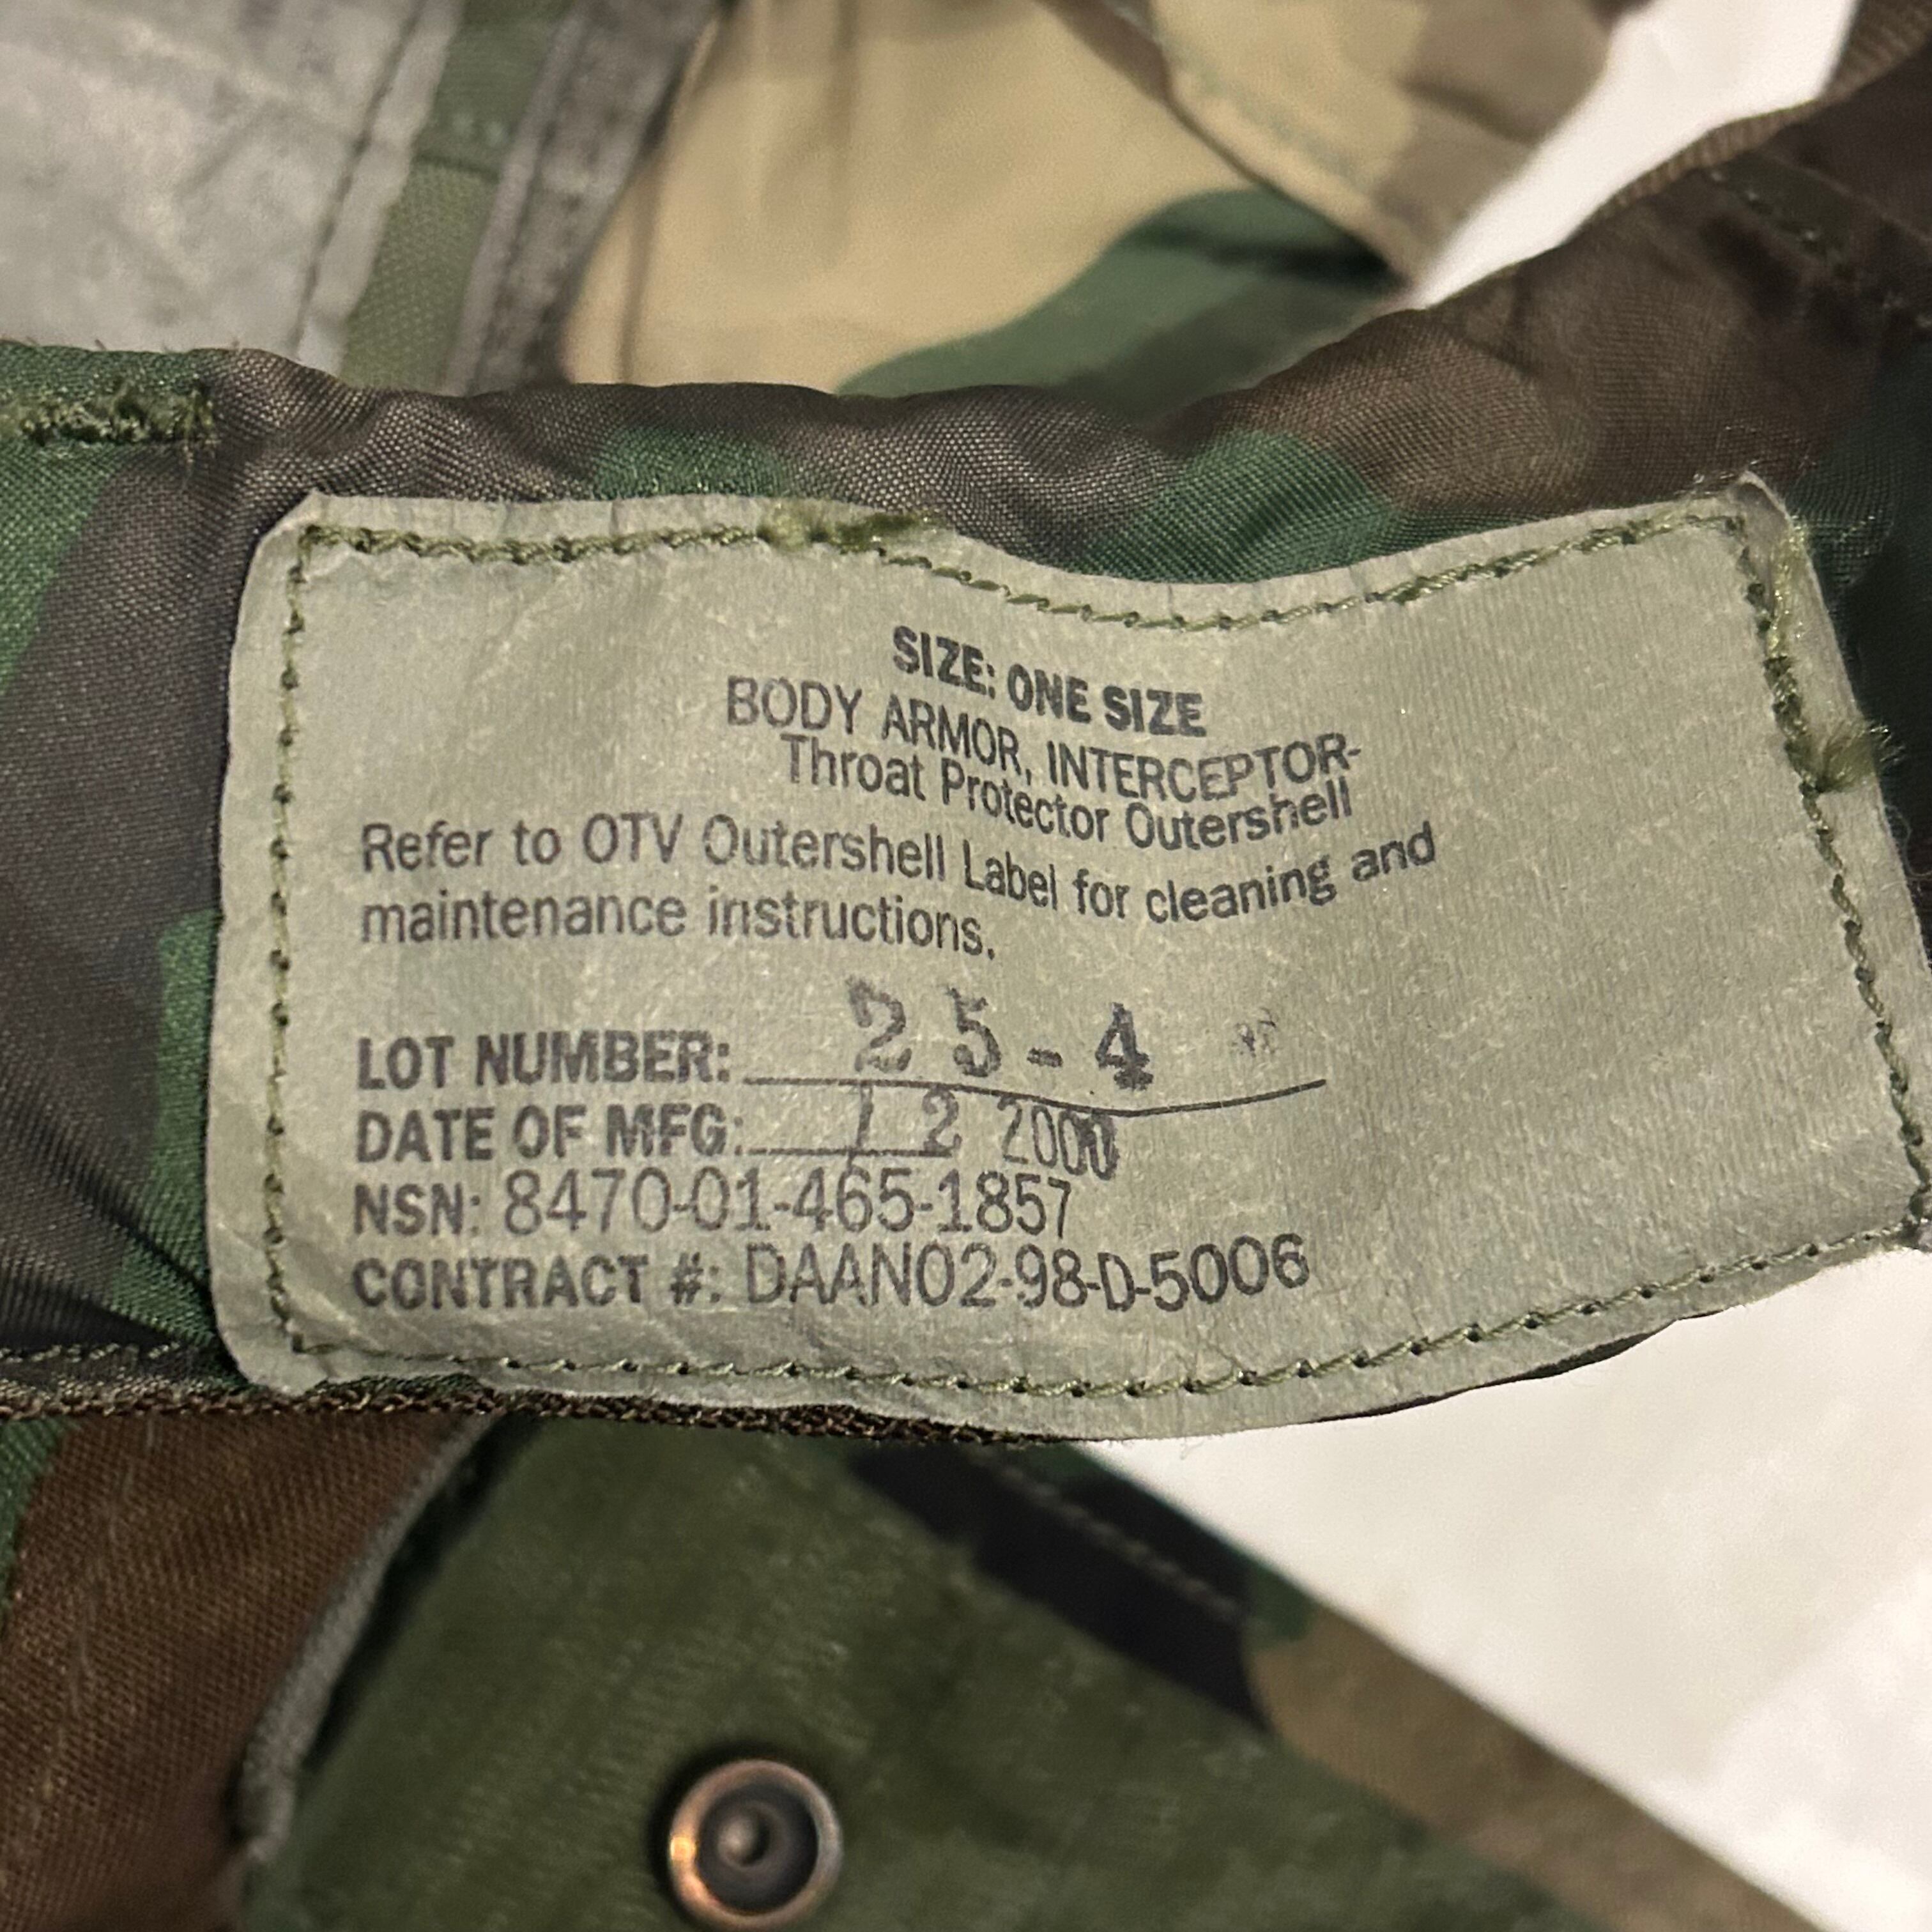 SIZE: ONE SIZE
BODY ARMOR, INTERCEPTOR-
Throat Protector Outershell
Refer to OTV Outershell Label for cleaning and
maintenance instructions.
LOT NUMBER: 25-4
DATE OF MFG: 12 2000
NSN: 8470-01-465-1857
CONTRACT #: DAAN02-98-D-5006